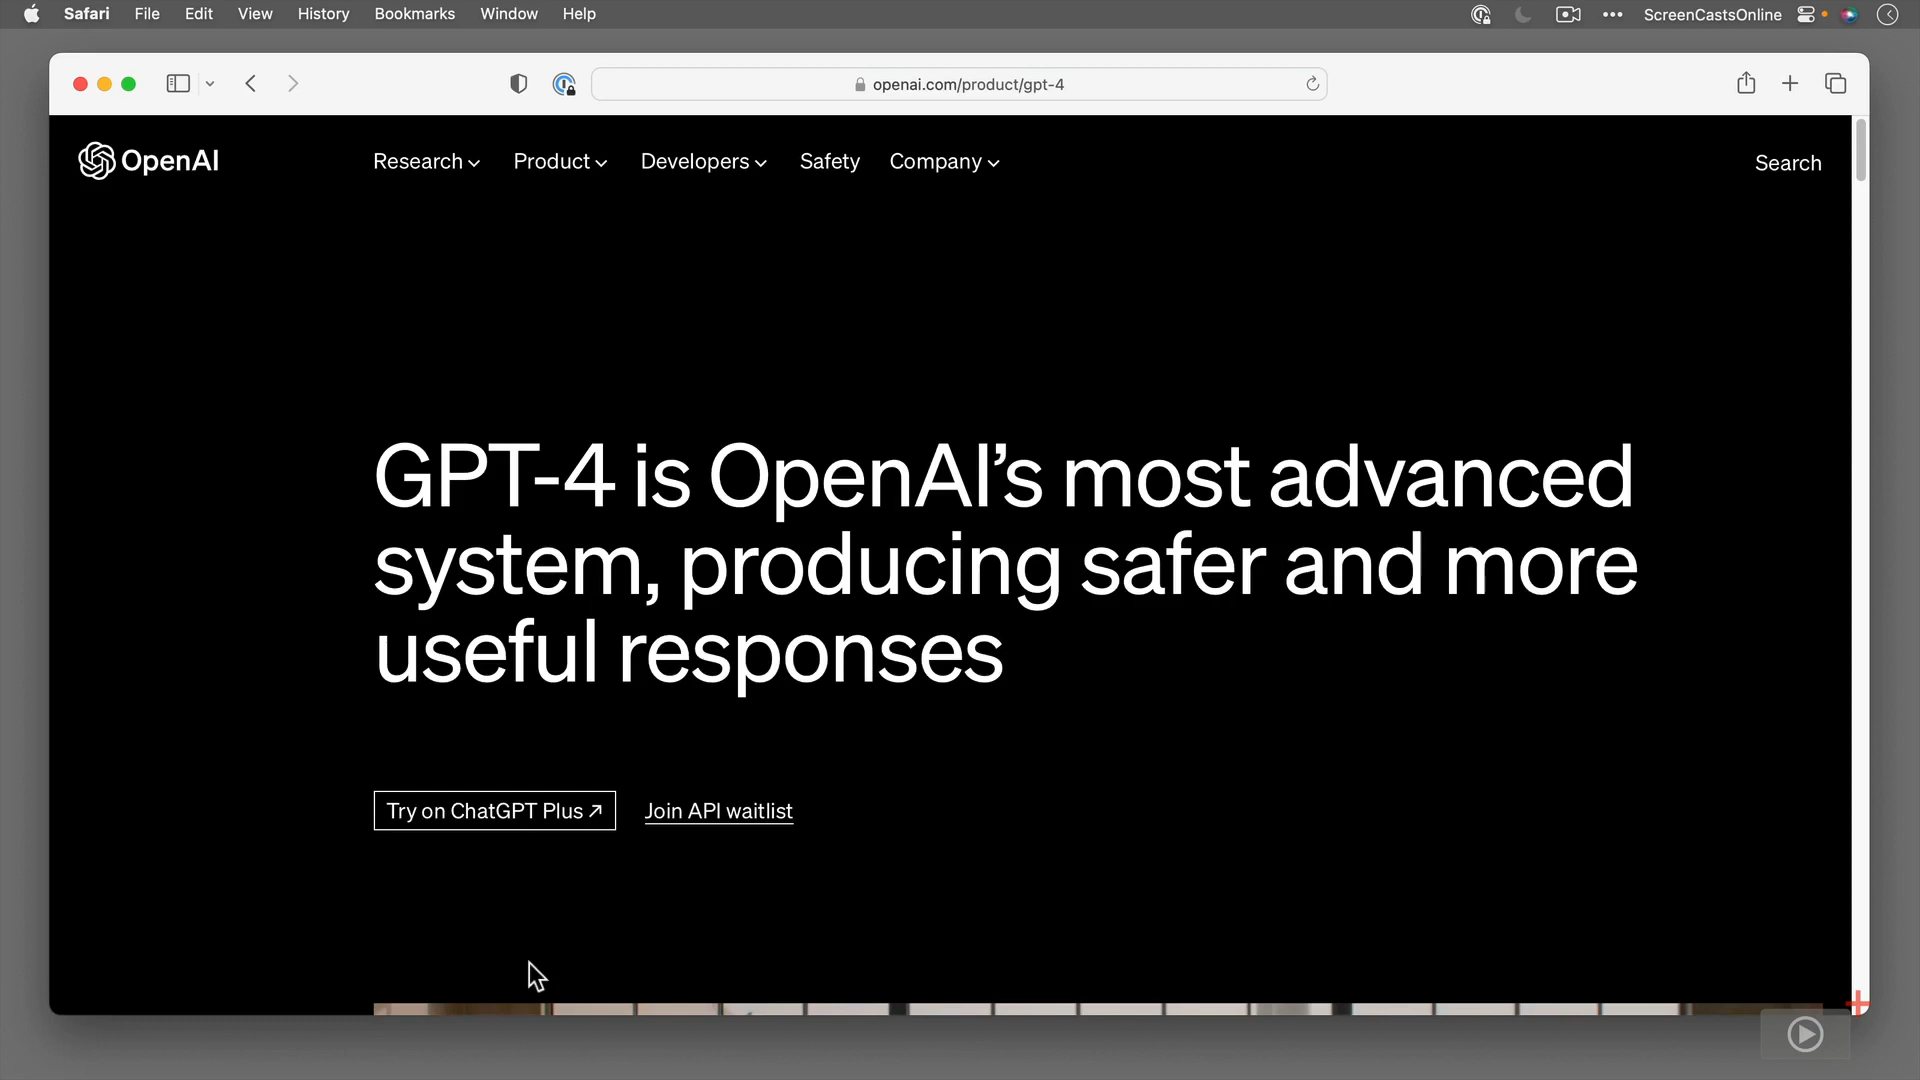 Safari File Edit View History Bookmarks Window Help ScreenCastsOnline
openai.com/product/gpt-4
OpenAI Research Product Developers Safety Company Search
GPT-4 is OpenAI’s most advanced
system, producing safer and more
useful responses
Try on ChatGPT Plus ↗ Join API waitlist